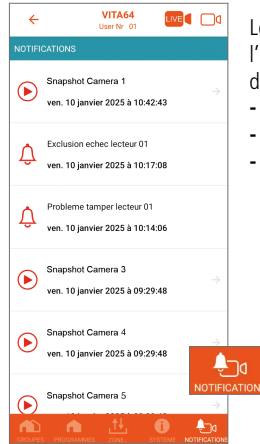 VITA64
User Nr 01
LIVE
NOTIFICATIONS
Snapshot Camera 1
ven. 10 janvier 2025 à 10:42:43
Exclusion echec lecteur 01
ven. 10 janvier 2025 à 10:17:08
Probleme tamper lecteur 01
ven. 10 janvier 2025 à 10:14:06
Snapshot Camera 3
ven. 10 janvier 2025 à 09:29:48
Snapshot Camera 4
ven. 10 janvier 2025 à 09:29:48
Snapshot Camera 5
GROUPES PROGRAMMES ZONE SYSTEME NOTIFICATIONS
NOTIFICATION
L
l'
d
-
-
-